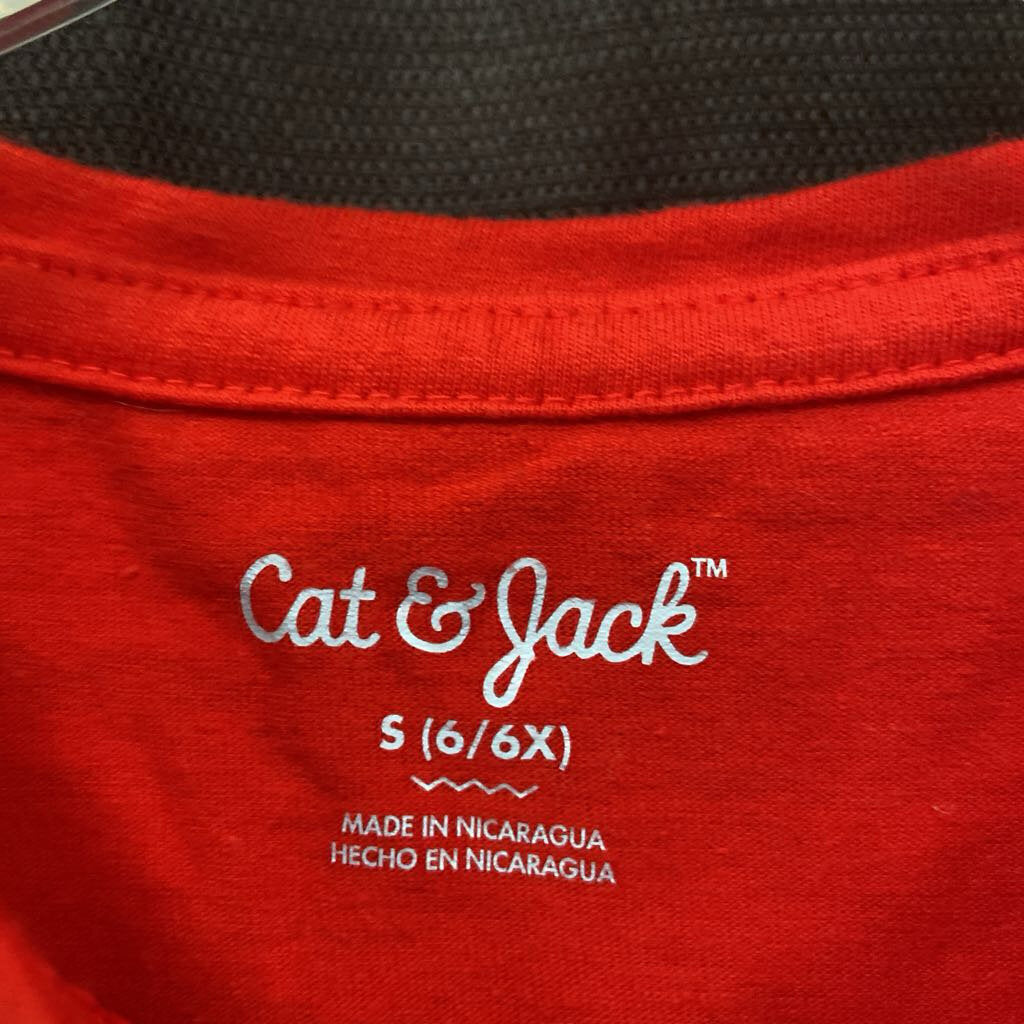 Cat & Jack™
S (6/6X)
MADE IN NICARAGUA
HECHO EN NICARAGUA